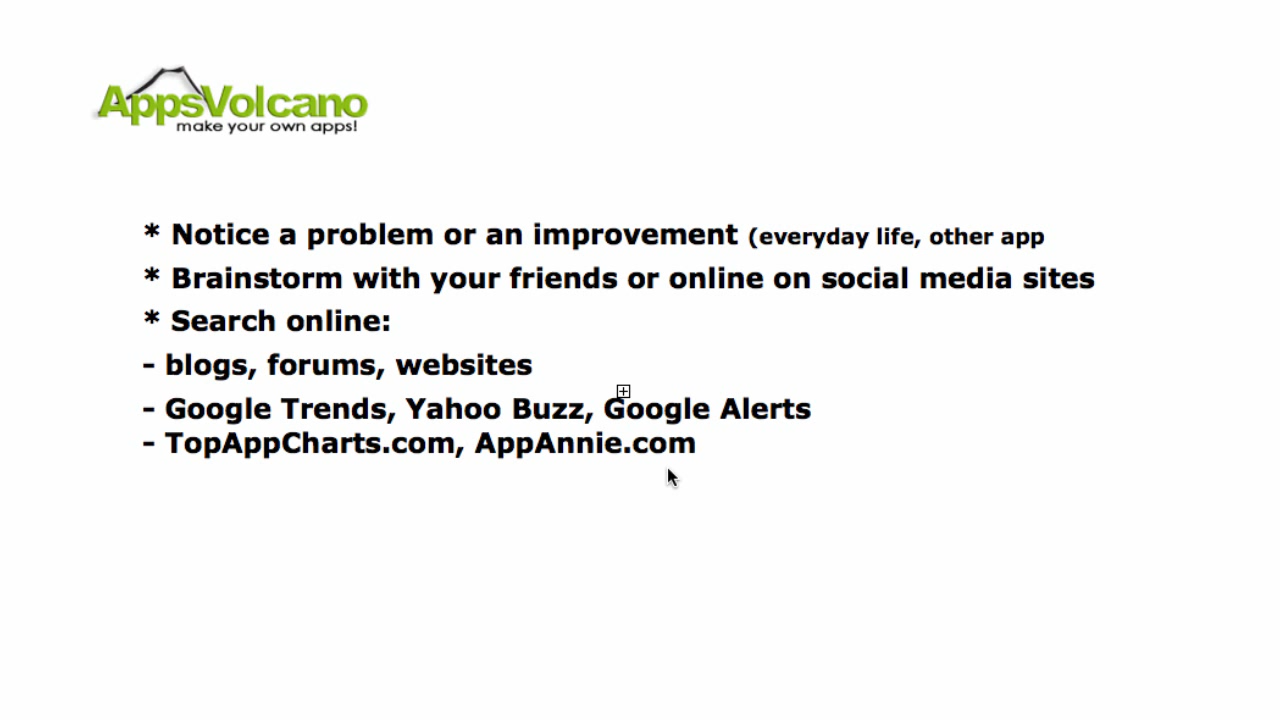 AppsVolcano
make your own apps!
* Notice a problem or an improvement (everyday life, other app
* Brainstorm with your friends or online on social media sites
* Search online:
- blogs, forums, websites
- Google Trends, Yahoo Buzz, Google Alerts
- TopAppCharts.com, AppAnnie.com